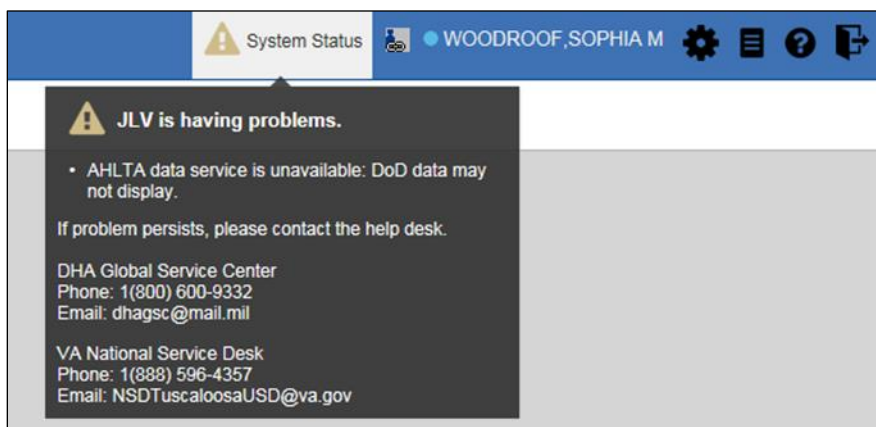 System Status
WOODROOF,SOPHIA M
JLV is having problems.
• AHLTA data service is unavailable: DoD data may
not display.
If problem persists, please contact the help desk.
DHA Global Service Center
Phone: 1(800) 600-9332
Email: dhagsc@mail.mil
VA National Service Desk
Phone: 1(888) 596-4357
Email: NSDTuscaloosaUSD@va.gov